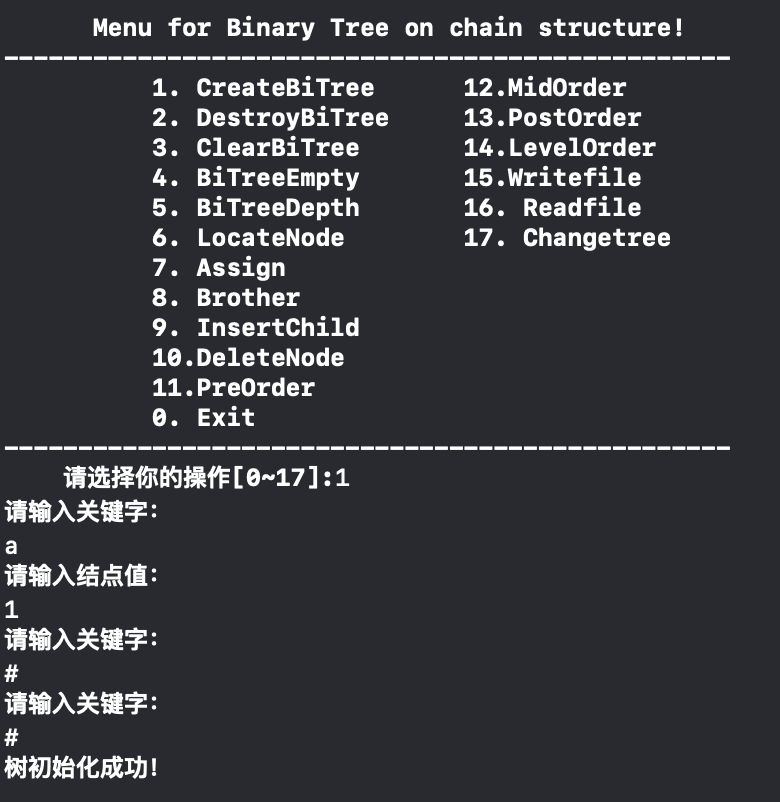 Menu for Binary Tree on chain structure!
-------------------------------------------------
1. CreateBiTree      12.MidOrder
2. DestroyBiTree     13.PostOrder
3. ClearBiTree       14.LevelOrder
4. BiTreeEmpty       15.Writefile
5. BiTreeDepth       16. Readfile
6. LocateNode        17. Changetree
7. Assign
8. Brother
9. InsertChild
10.DeleteNode
11.PreOrder
0. Exit
-------------------------------------------------
请选择你的操作[0~17]:1
请输入关键字:
a
请输入结点值:
1
请输入关键字:
#
请输入关键字:
#
树初始化成功!